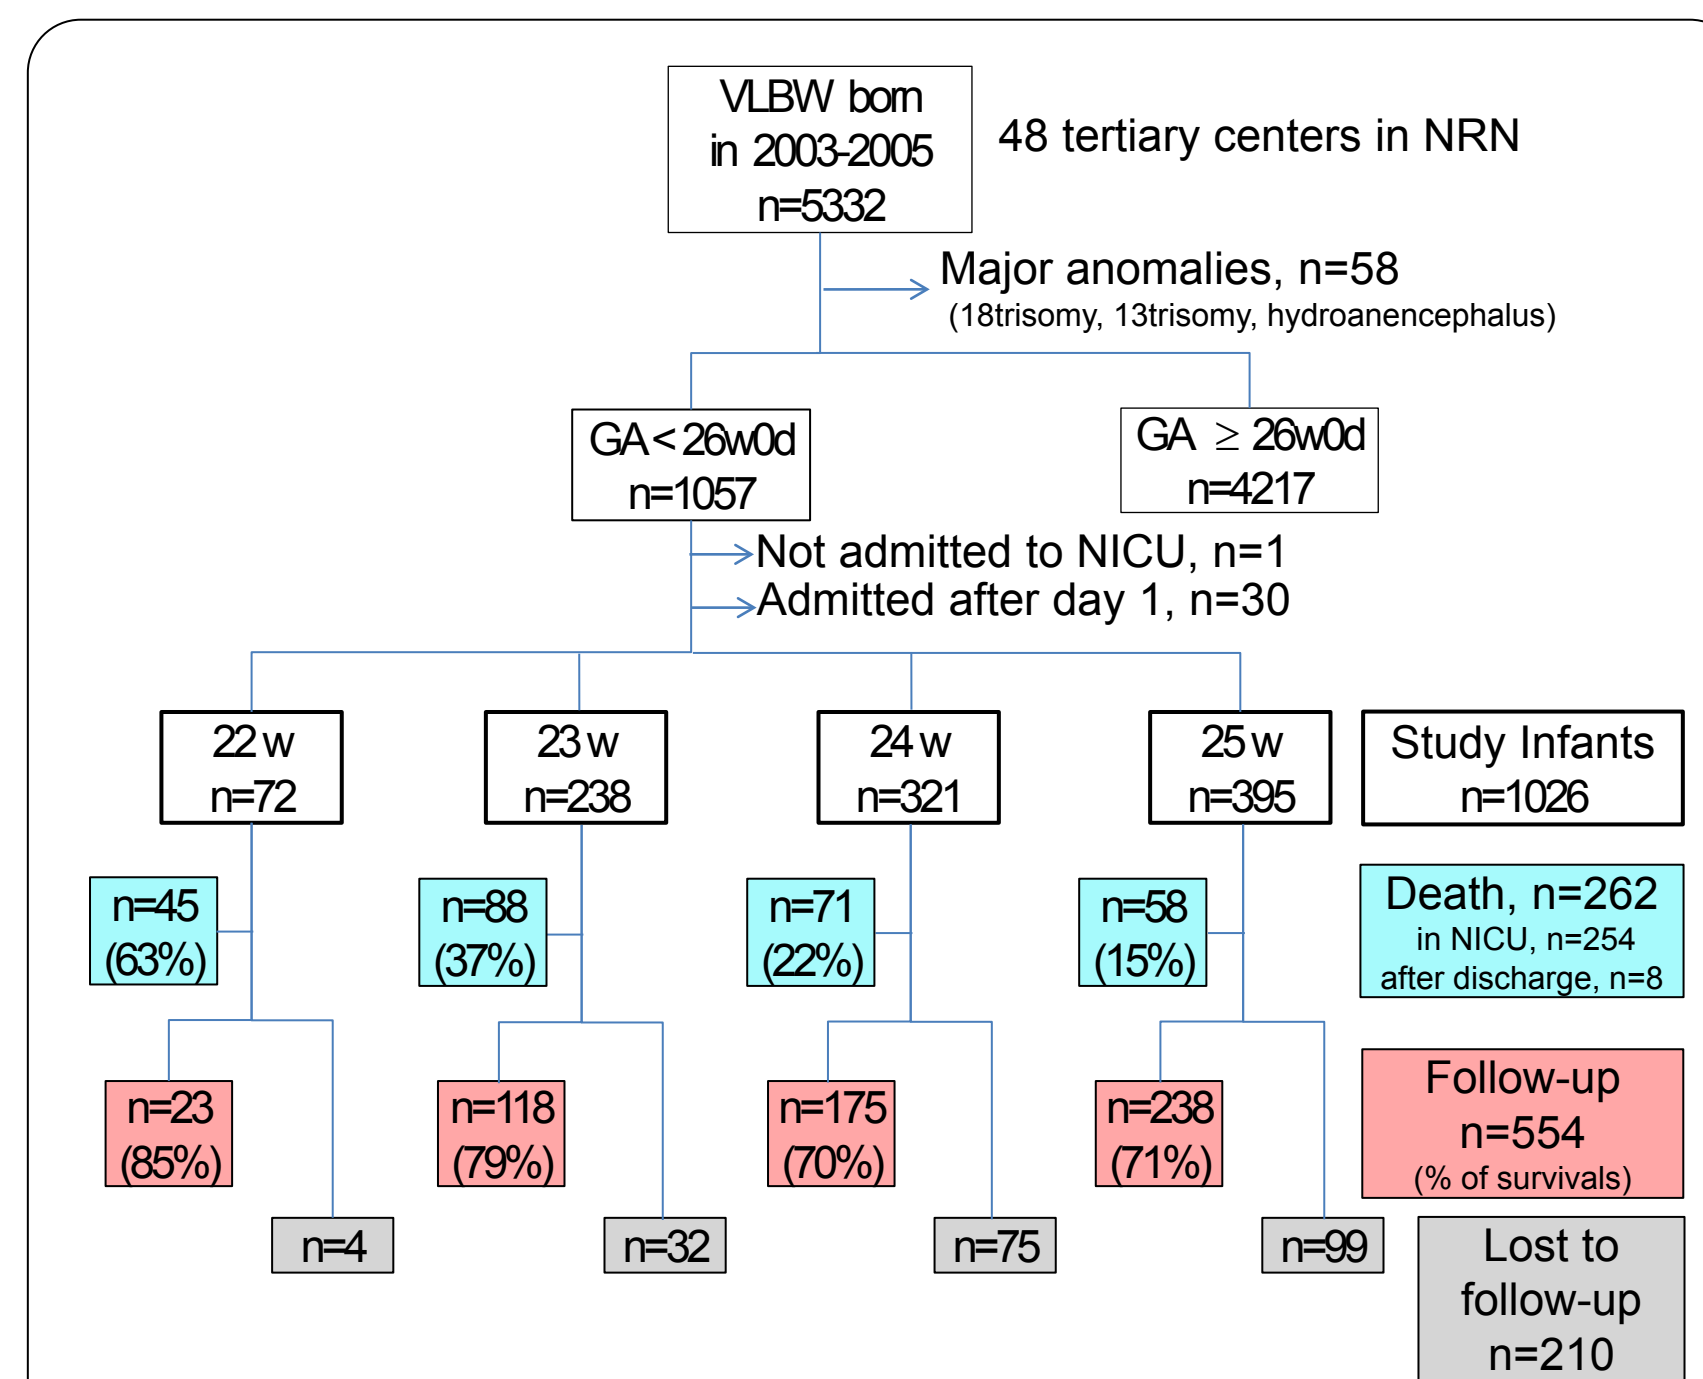 VLBW born
in 2003-2005
n=5332
48 tertiary centers in NRN
Major anomalies, n=58
(18trisomy, 13trisomy, hydroanencephalus)
GA < 26w0d
n=1057
GA ≥ 26w0d
n=4217
Not admitted to NICU, n=1
Admitted after day 1, n=30
22 w
n=72
23 w
n=238
24 w
n=321
25 w
n=395
Study Infants
n=1026
n=45
(63%)
n=88
(37%)
n=71
(22%)
n=58
(15%)
Death, n=262
in NICU, n=254
after discharge, n=8
n=23
(85%)
n=118
(79%)
n=175
(70%)
n=238
(71%)
Follow-up
n=554
(% of survivals)
n=4
n=32
n=75
n=99
Lost to
follow-up
n=210